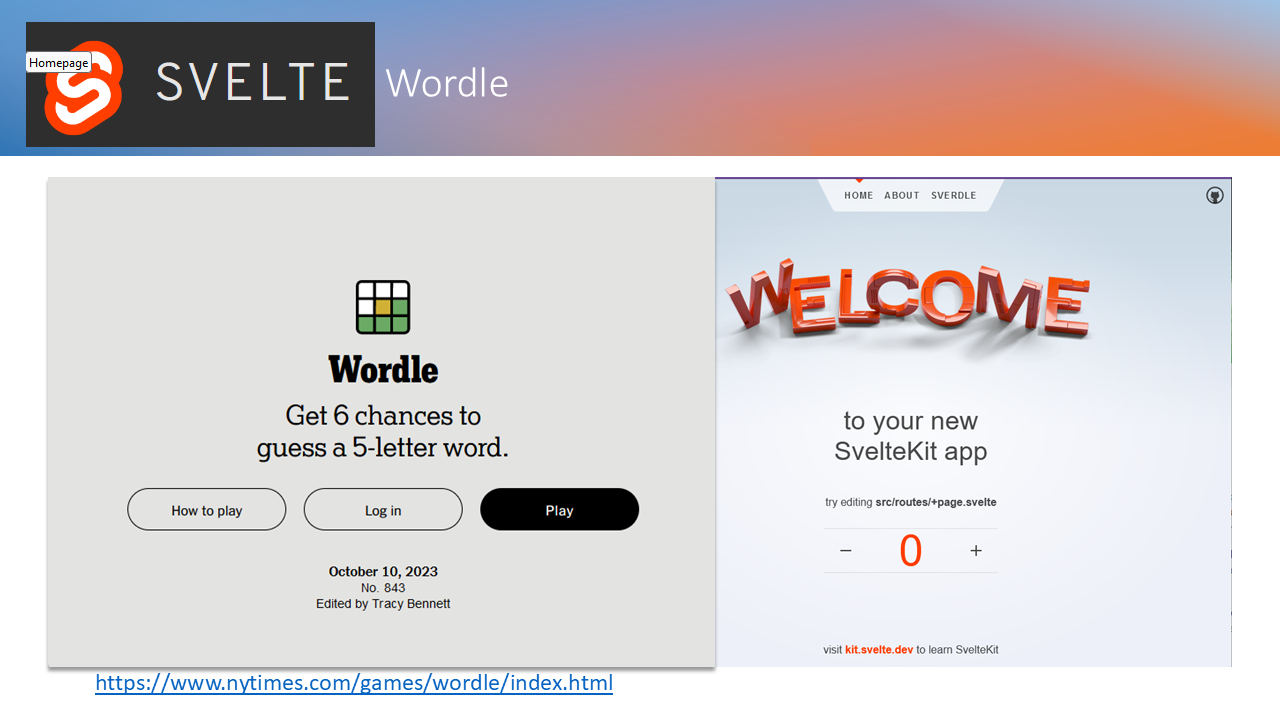 Homepage
SVELTE
Wordle
Wordle
Get 6 chances to
guess a 5-letter word.
How to play
Log in
Play
October 10, 2023
No. 843
Edited by Tracy Bennett
HOME ABOUT SVERDLE
WELCOME
to your new
SvelteKit app
try editing src/routes/+page.svelte
− 0 +
visit kit.svelte.dev to learn SvelteKit
https://www.nytimes.com/games/wordle/index.html